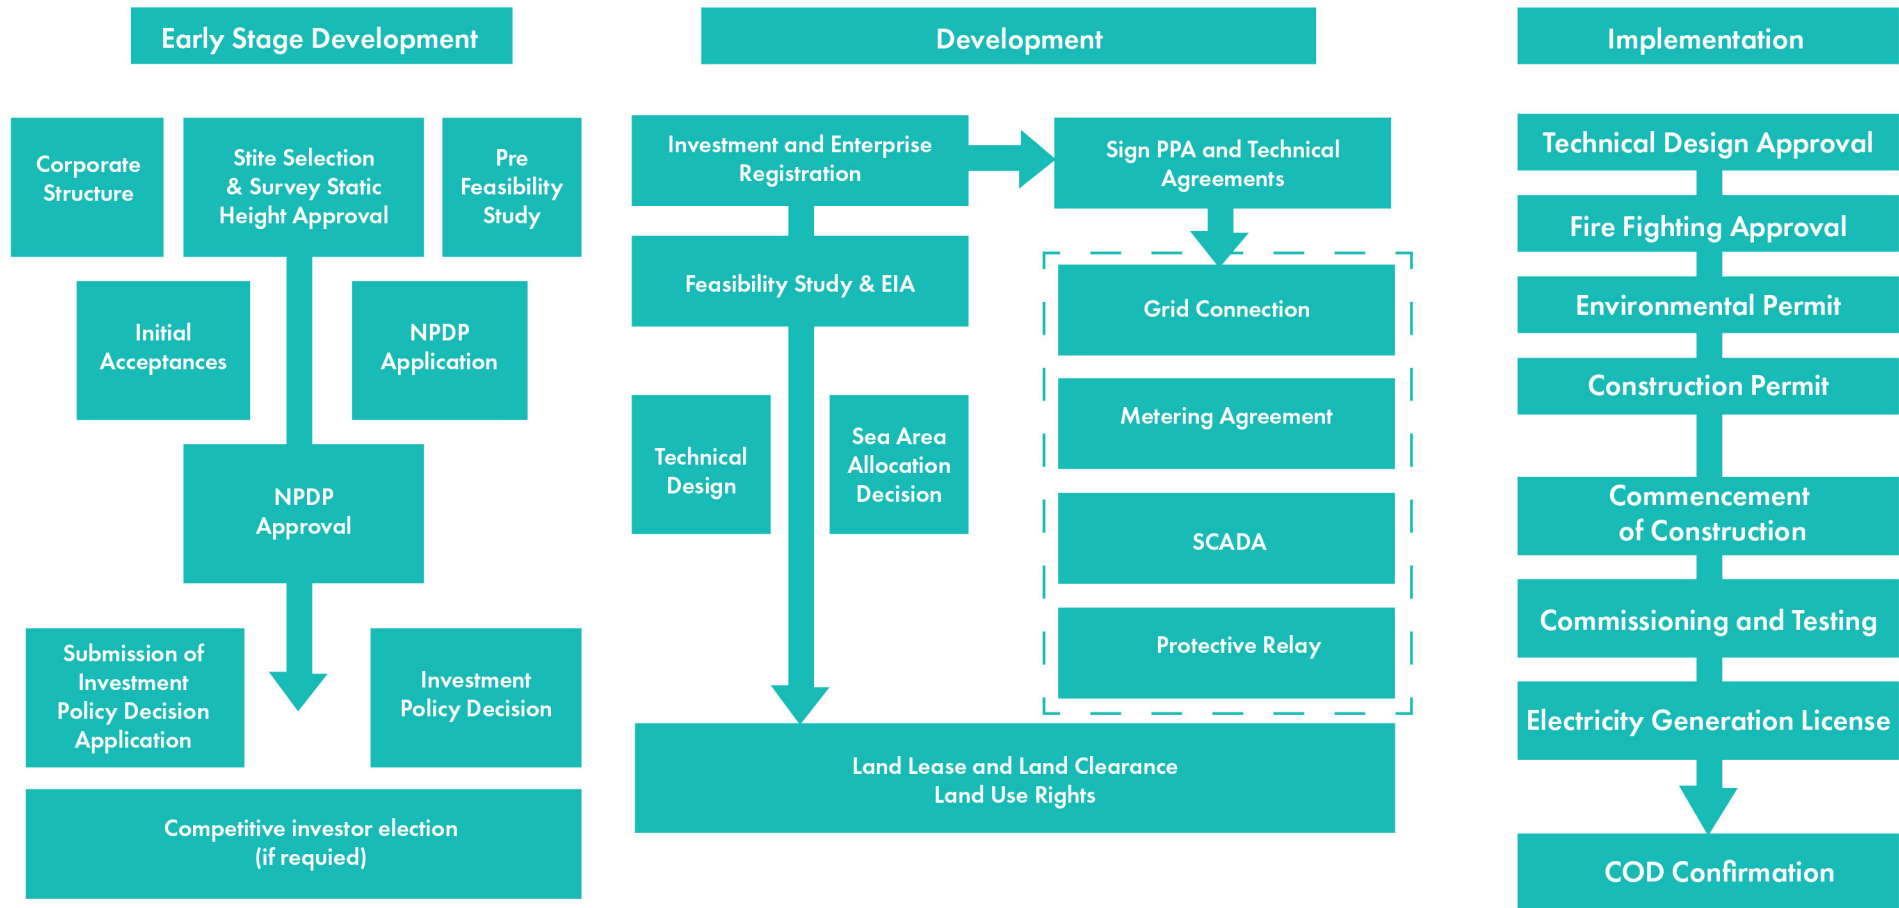 Early Stage Development
Corporate
Structure
Stite Selection
& Survey Static
Height Approval
Pre
Feasibility
Study
Initial
Acceptances
NPDP
Application
NPDP
Approval
Submission of
Investment
Policy Decision
Application
Investment
Policy Decision
Competitive investor election
(if requied)
Development
Investment and Enterprise
Registration
Sign PPA and Technical
Agreements
Feasibility Study & EIA
Technical
Design
Sea Area
Allocation
Decision
Grid Connection
Metering Agreement
SCADA
Protective Relay
Land Lease and Land Clearance
Land Use Rights
Implementation
Technical Design Approval
Fire Fighting Approval
Environmental Permit
Construction Permit
Commencement
of Construction
Commissioning and Testing
Electricity Generation License
COD Confirmation